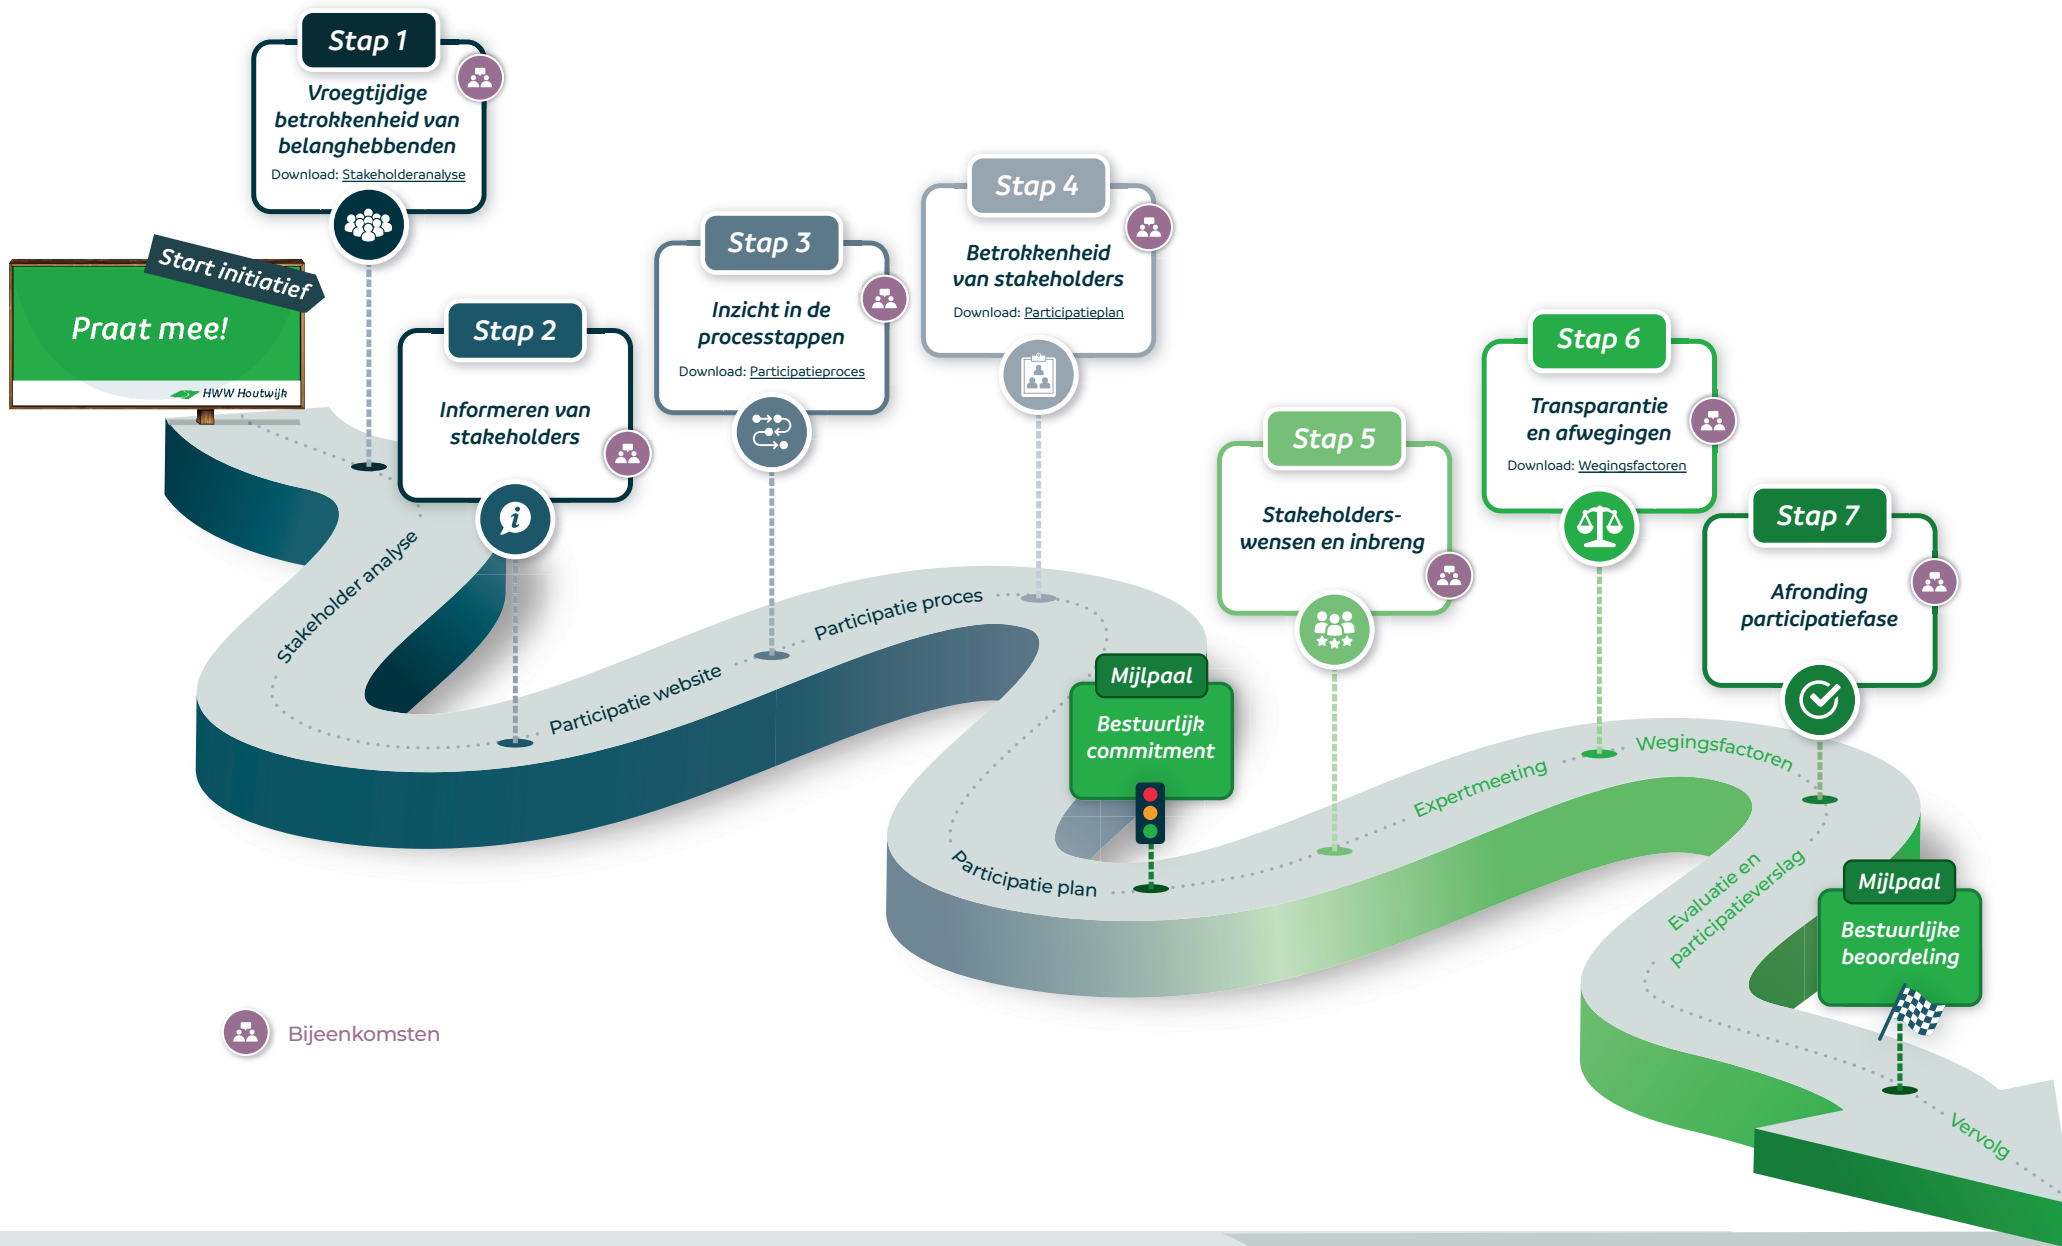 Start initiatief
Praat mee!
HWW Houtwijk
Stap 1
Vroegtijdige
betrokkenheid van
belanghebbenden
Download: Stakeholderanalyse
Stakeholder analyse
Stap 2
Informeren van
stakeholders
Participatie website
Stap 3
Inzicht in de
processtappen
Download: Participatieproces
Participatie proces
Stap 4
Betrokkenheid
van stakeholders
Download: Participatieplan
Participatie plan
Mijlpaal
Bestuurlijk
commitment
Stap 5
Stakeholders-
wensen en inbreng
Expertmeeting
Stap 6
Transparantie
en afwegingen
Download: Wegingsfactoren
Wegingsfactoren
Stap 7
Afronding
participatiefase
Evaluatie en
participatieverslag
Mijlpaal
Bestuurlijke
beoordeling
Vervolg
Bijeenkomsten